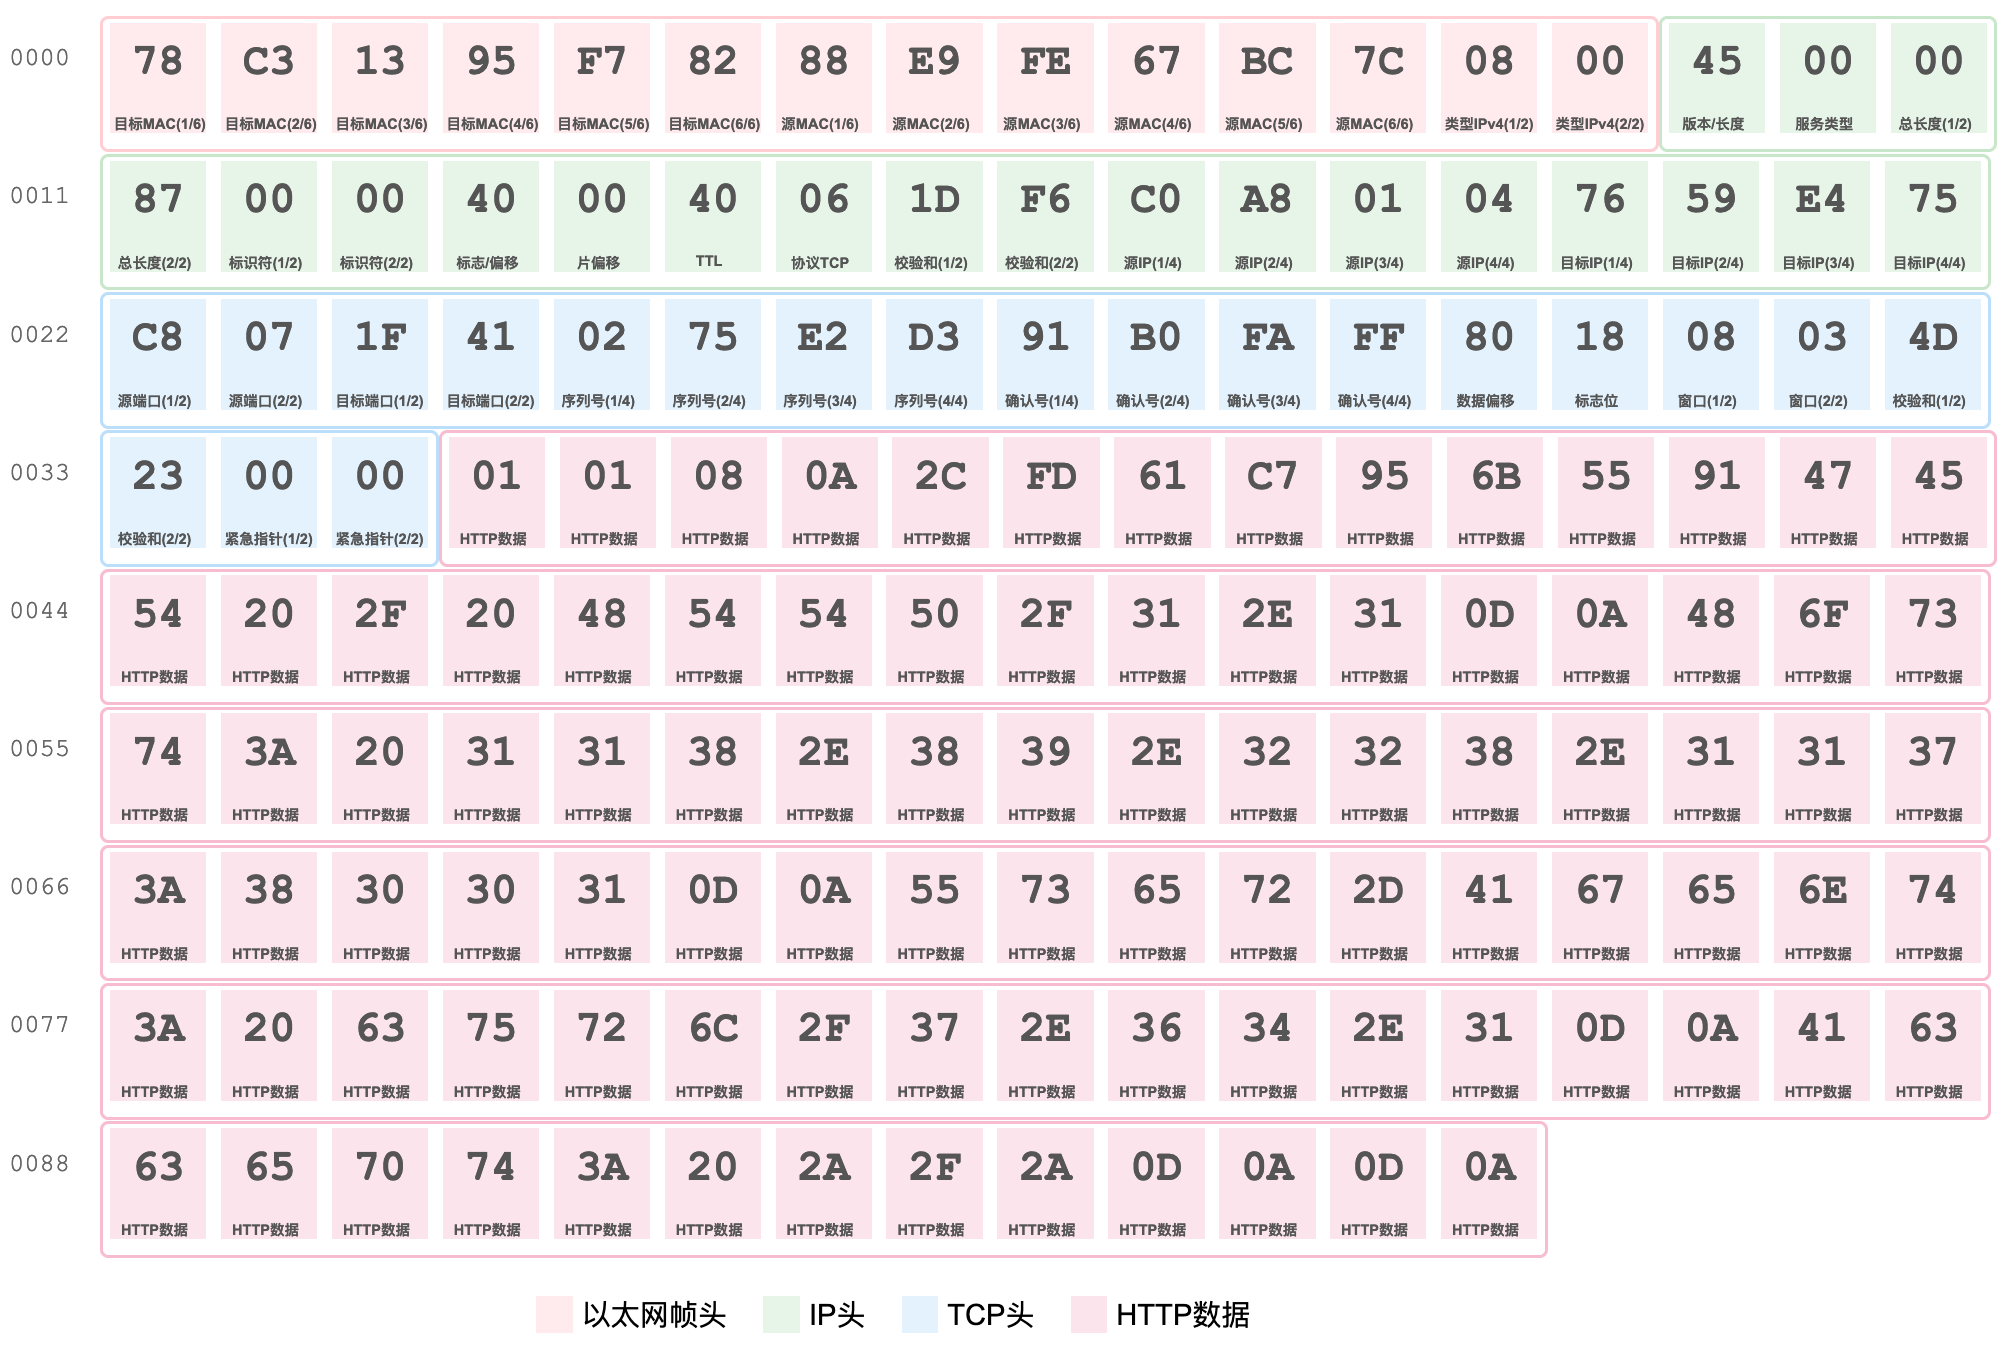 0000 78 C3 13 95 F7 82 88 E9 FE 67 BC 7C 08 00 45 00 00
目标MAC(1/6) 目标MAC(2/6) 目标MAC(3/6) 目标MAC(4/6) 目标MAC(5/6) 目标MAC(6/6) 源MAC(1/6) 源MAC(2/6) 源MAC(3/6) 源MAC(4/6) 源MAC(5/6) 源MAC(6/6) 类型IPv4(1/2) 类型IPv4(2/2) 版本/长度 服务类型 总长度(1/2)
0011 87 00 00 40 00 40 06 1D F6 C0 A8 01 04 76 59 E4 75
总长度(2/2) 标识符(1/2) 标识符(2/2) 标志/偏移 片偏移 TTL 协议TCP 校验和(1/2) 校验和(2/2) 源IP(1/4) 源IP(2/4) 源IP(3/4) 源IP(4/4) 目标IP(1/4) 目标IP(2/4) 目标IP(3/4) 目标IP(4/4)
0022 C8 07 1F 41 02 75 E2 D3 91 B0 FA FF 80 18 08 03 4D
源端口(1/2) 源端口(2/2) 目标端口(1/2) 目标端口(2/2) 序列号(1/4) 序列号(2/4) 序列号(3/4) 序列号(4/4) 确认号(1/4) 确认号(2/4) 确认号(3/4) 确认号(4/4) 数据偏移 标志位 窗口(1/2) 窗口(2/2) 校验和(1/2)
0033 23 00 00 01 01 08 0A 2C FD 61 C7 95 6B 55 91 47 45
校验和(2/2) 紧急指针(1/2) 紧急指针(2/2) HTTP数据 HTTP数据 HTTP数据 HTTP数据 HTTP数据 HTTP数据 HTTP数据 HTTP数据 HTTP数据 HTTP数据 HTTP数据 HTTP数据 HTTP数据 HTTP数据
0044 54 20 2F 20 48 54 54 50 2F 31 2E 31 0D 0A 48 6F 73
HTTP数据 HTTP数据 HTTP数据 HTTP数据 HTTP数据 HTTP数据 HTTP数据 HTTP数据 HTTP数据 HTTP数据 HTTP数据 HTTP数据 HTTP数据 HTTP数据 HTTP数据 HTTP数据 HTTP数据
0055 74 3A 20 31 31 38 2E 38 39 2E 32 32 38 2E 31 31 37
HTTP数据 HTTP数据 HTTP数据 HTTP数据 HTTP数据 HTTP数据 HTTP数据 HTTP数据 HTTP数据 HTTP数据 HTTP数据 HTTP数据 HTTP数据 HTTP数据 HTTP数据 HTTP数据 HTTP数据
0066 3A 38 30 30 31 0D 0A 55 73 65 72 2D 41 67 65 6E 74
HTTP数据 HTTP数据 HTTP数据 HTTP数据 HTTP数据 HTTP数据 HTTP数据 HTTP数据 HTTP数据 HTTP数据 HTTP数据 HTTP数据 HTTP数据 HTTP数据 HTTP数据 HTTP数据 HTTP数据
0077 3A 20 63 75 72 6C 2F 37 2E 36 34 2E 31 0D 0A 41 63
HTTP数据 HTTP数据 HTTP数据 HTTP数据 HTTP数据 HTTP数据 HTTP数据 HTTP数据 HTTP数据 HTTP数据 HTTP数据 HTTP数据 HTTP数据 HTTP数据 HTTP数据 HTTP数据 HTTP数据
0088 63 65 70 74 3A 20 2A 2F 2A 0D 0A 0D 0A
HTTP数据 HTTP数据 HTTP数据 HTTP数据 HTTP数据 HTTP数据 HTTP数据 HTTP数据 HTTP数据 HTTP数据 HTTP数据 HTTP数据 HTTP数据
以太网帧头 IP头 TCP头 HTTP数据